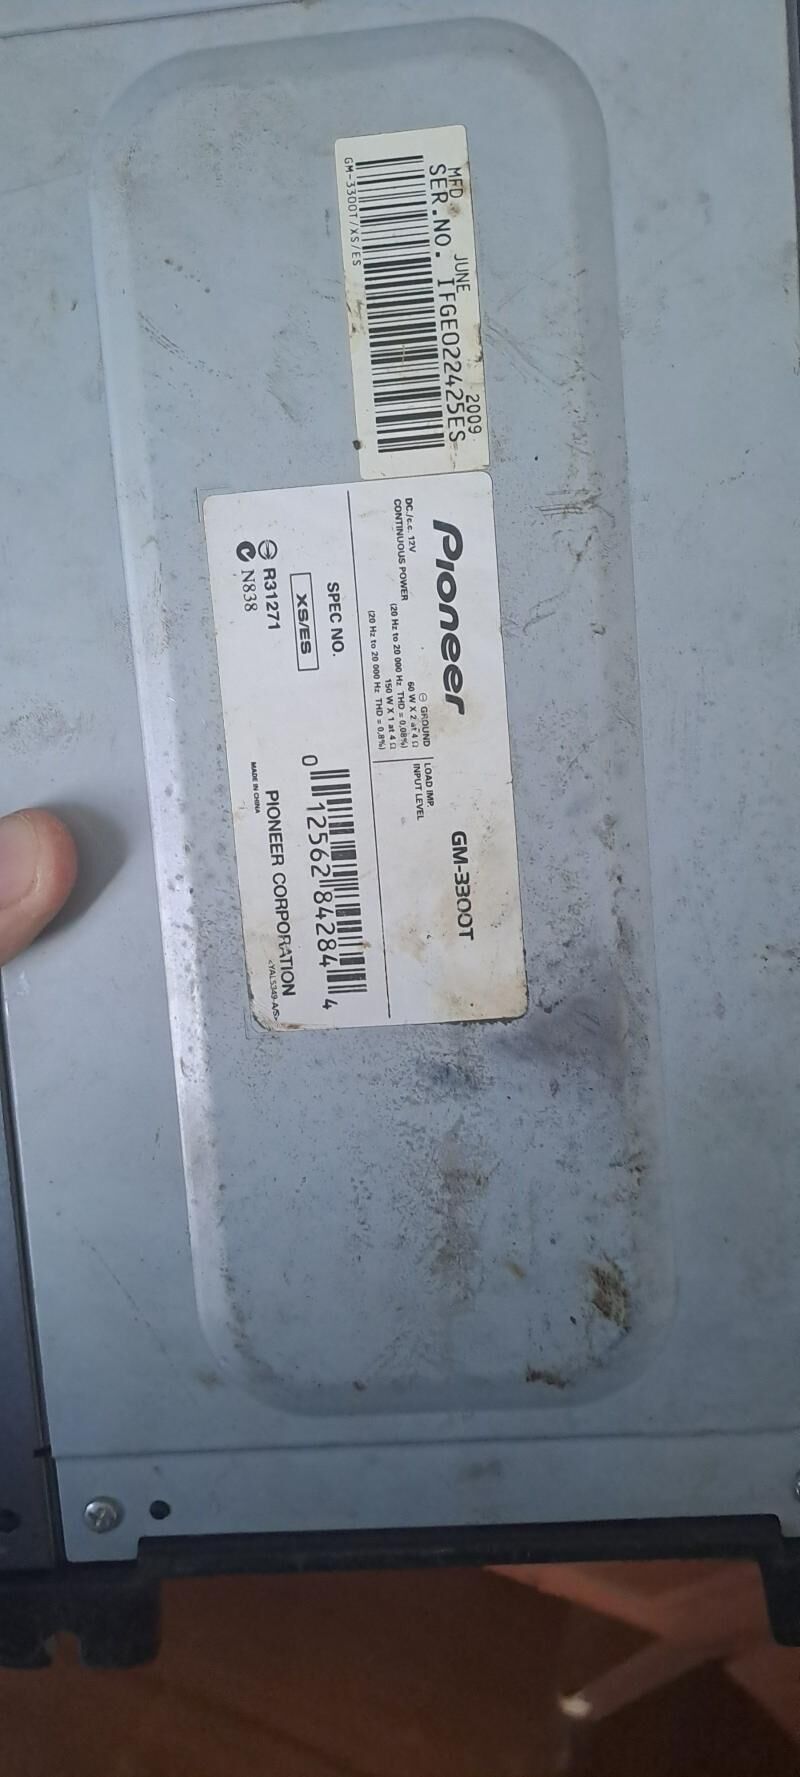 MFD. JUNE 2009
SER.NO. IFGE022425ES
GM-3300T/XS/ES
Pioneer GM-3300T
DC./c.c. 12V ⊖ GROUND
CONTINUOUS POWER 60 W X 2 at 4 Ω
(20 Hz to 20 000 Hz THD = 0,08%)
150 W X 1 at 4 Ω
(20 Hz to 20 000 Hz THD = 0,8%)
LOAD IMP.
INPUT LEVEL
SPEC NO.
XS/ES
R31271
N838
0 12562 84284 4
PIONEER CORPORATION
MADE IN CHINA
<YAL5349-A/S>